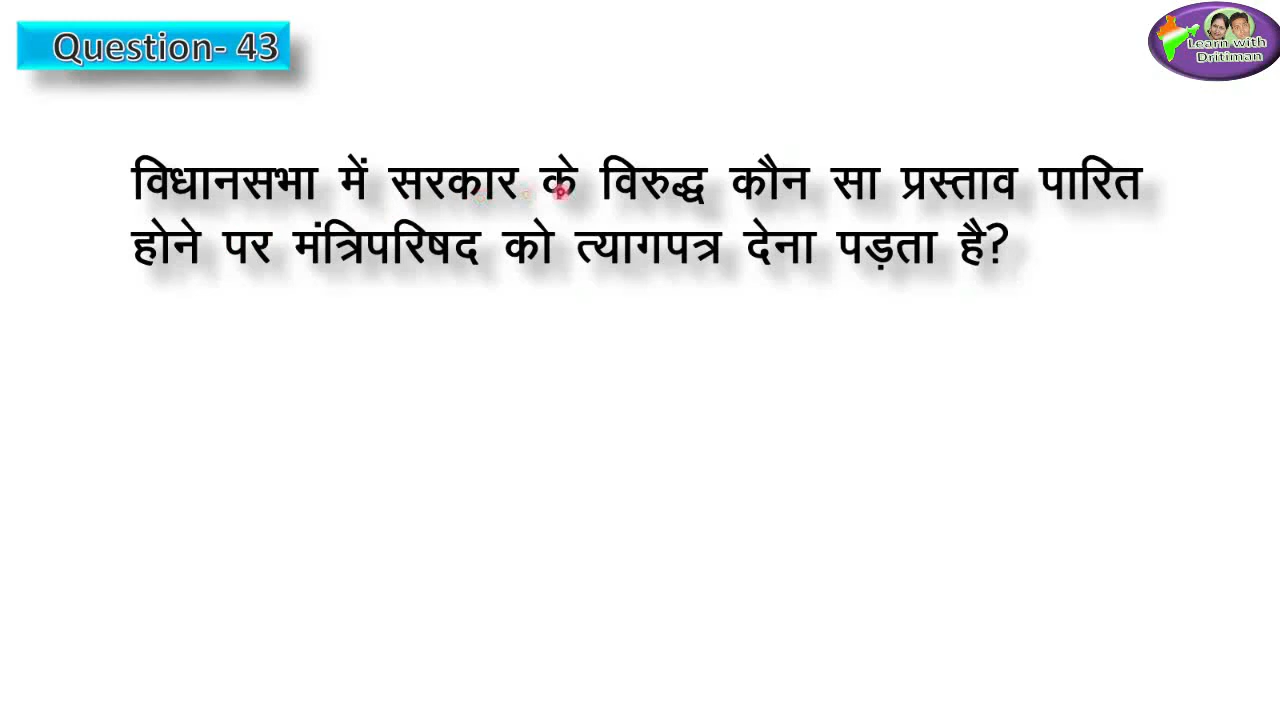 Question- 43
Learn with
Dritiman
विधानसभा में सरकार के विरुद्ध कौन सा प्रस्ताव पारित
होने पर मंत्रिपरिषद को त्यागपत्र देना पड़ता है?